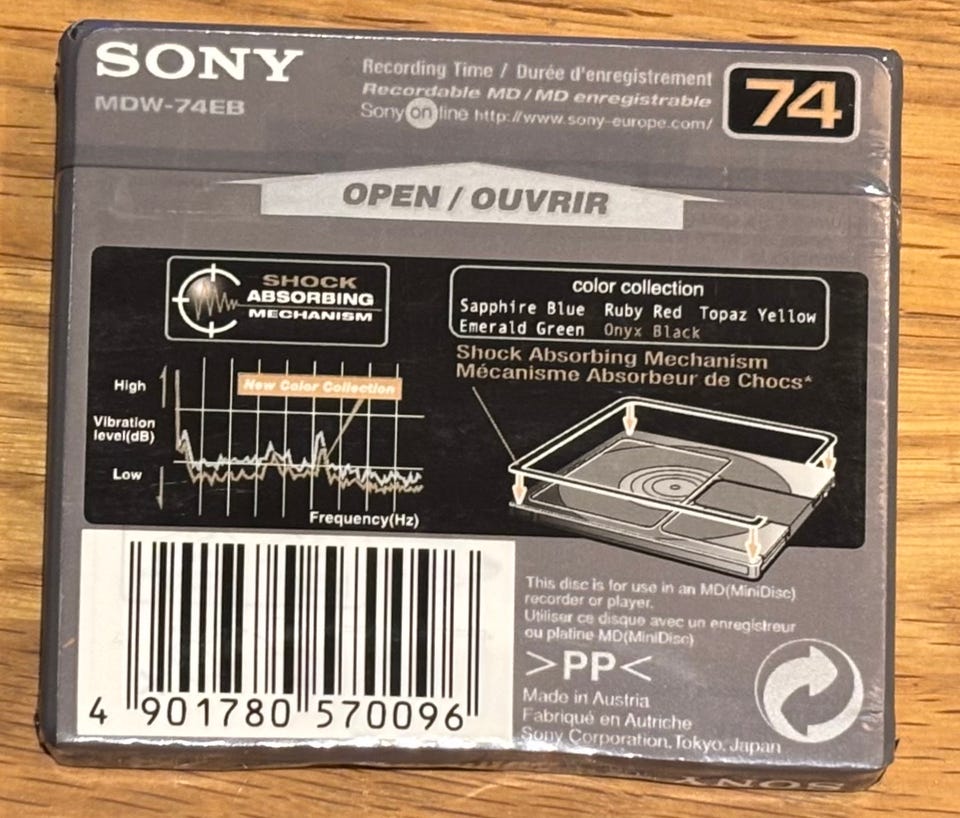 SONY
MDW-74EB
Recording Time / Durée d'enregistrement
Recordable MD / MD enregistrable
Sony on line http://www.sony-europe.com/
74
OPEN / OUVRIR
SHOCK
ABSORBING
MECHANISM
color collection
Sapphire Blue Ruby Red Topaz Yellow
Emerald Green Onyx Black
Shock Absorbing Mechanism
Mécanisme Absorbeur de Chocs*
New Color Collection
High
Vibration
level(dB)
Low
Frequency(Hz)
4 901780 570096
This disc is for use in an MD(MiniDisc)
recorder or player.
Utiliser ce disque avec un enregistreur
ou platine MD(MiniDisc)
>PP<
Made in Austria
Fabriqué en Autriche
Sony Corporation, Tokyo, Japan
SONY